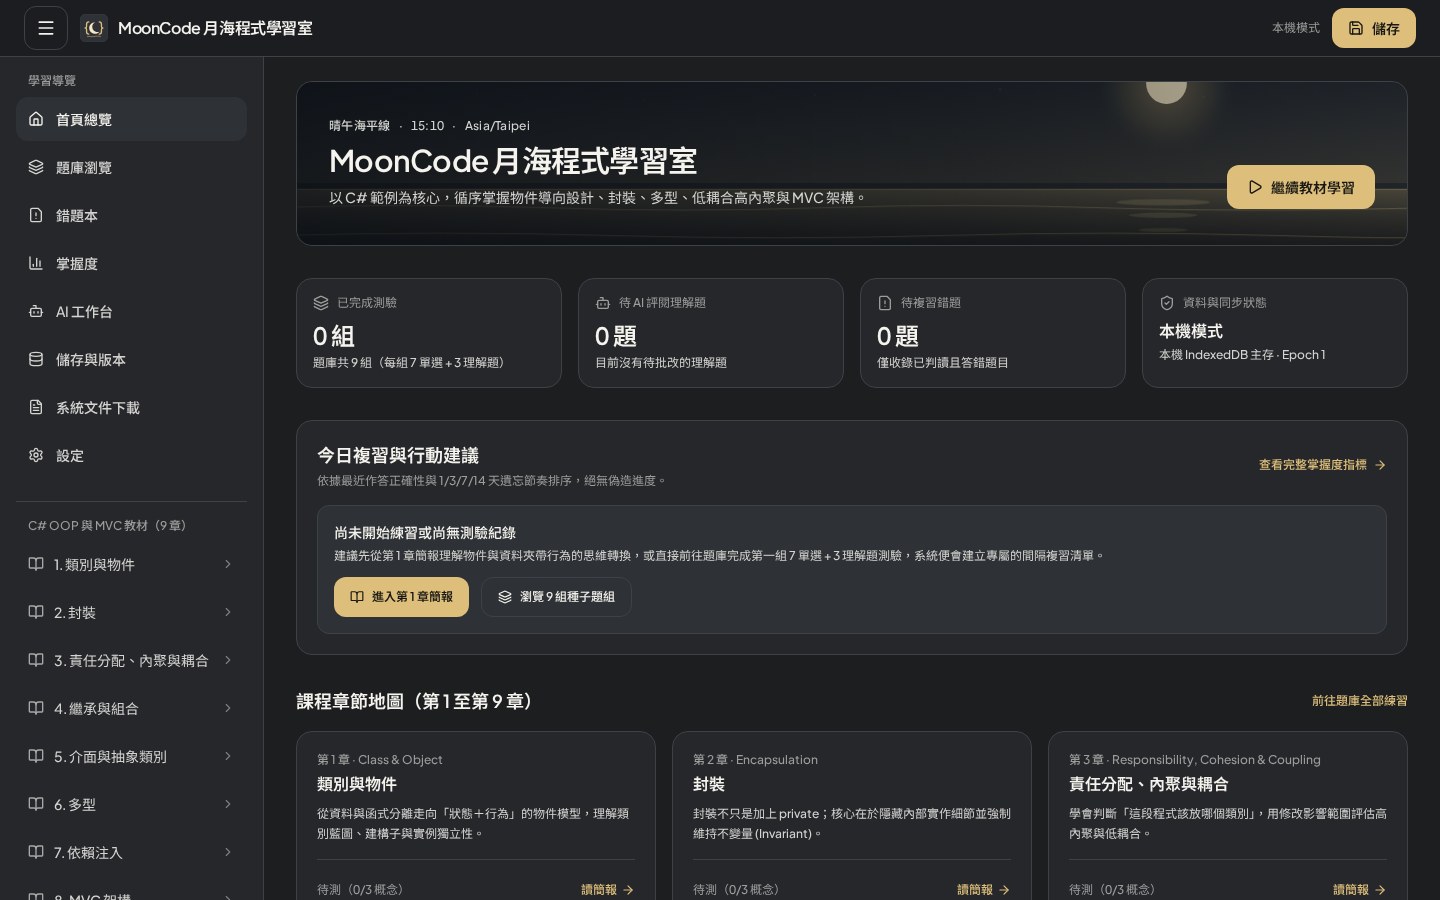 MoonCode 月海程式學習室
本機模式
儲存
學習導覽
首頁總覽
題庫瀏覽
錯題本
掌握度
AI 工作台
儲存與版本
系統文件下載
設定
C# OOP 與 MVC 教材（9 章）
1. 類別與物件
2. 封裝
3. 責任分配、內聚與耦合
4. 繼承與組合
5. 介面與抽象類別
6. 多型
7. 依賴注入
8. MVC 架構
晴午海平線 · 15:10 · Asia/Taipei
MoonCode 月海程式學習室
以 C# 範例為核心，循序掌握物件導向設計、封裝、多型、低耦合高內聚與 MVC 架構。
繼續教材學習
已完成測驗
0 組
題庫共 9 組（每組 7 單選 + 3 理解題）
待 AI 評閱理解題
0 題
目前沒有待批改的理解題
待複習錯題
0 題
僅收錄已判讀且答錯題目
資料與同步狀態
本機模式
本機 IndexedDB 主存 · Epoch 1
今日複習與行動建議
依據最近作答正確性與 1/3/7/14 天遺忘節奏排序，絕無偽造進度。
查看完整掌握度指標
尚未開始練習或尚無測驗紀錄
建議先從第 1 章簡報理解物件與資料夾帶行為的思維轉換，或直接前往題庫完成第一組 7 單選 + 3 理解題測驗，系統便會建立專屬的間隔複習清單。
進入第 1 章簡報
瀏覽 9 組種子題組
課程章節地圖（第 1 至第 9 章）
前往題庫全部練習
第 1 章 · Class & Object
類別與物件
從資料與函式分離走向「狀態＋行為」的物件模型，理解類
別藍圖、建構子與實例獨立性。
待測（0/3 概念）
讀簡報
第 2 章 · Encapsulation
封裝
封裝不只是加上 private；核心在於隱藏內部實作細節並強制
維持不變量 (Invariant)。
待測（0/3 概念）
讀簡報
第 3 章 · Responsibility, Cohesion & Coupling
責任分配、內聚與耦合
學會判斷「這段程式該放哪個類別」，用修改影響範圍評估高
內聚與低耦合。
待測（0/3 概念）
讀簡報